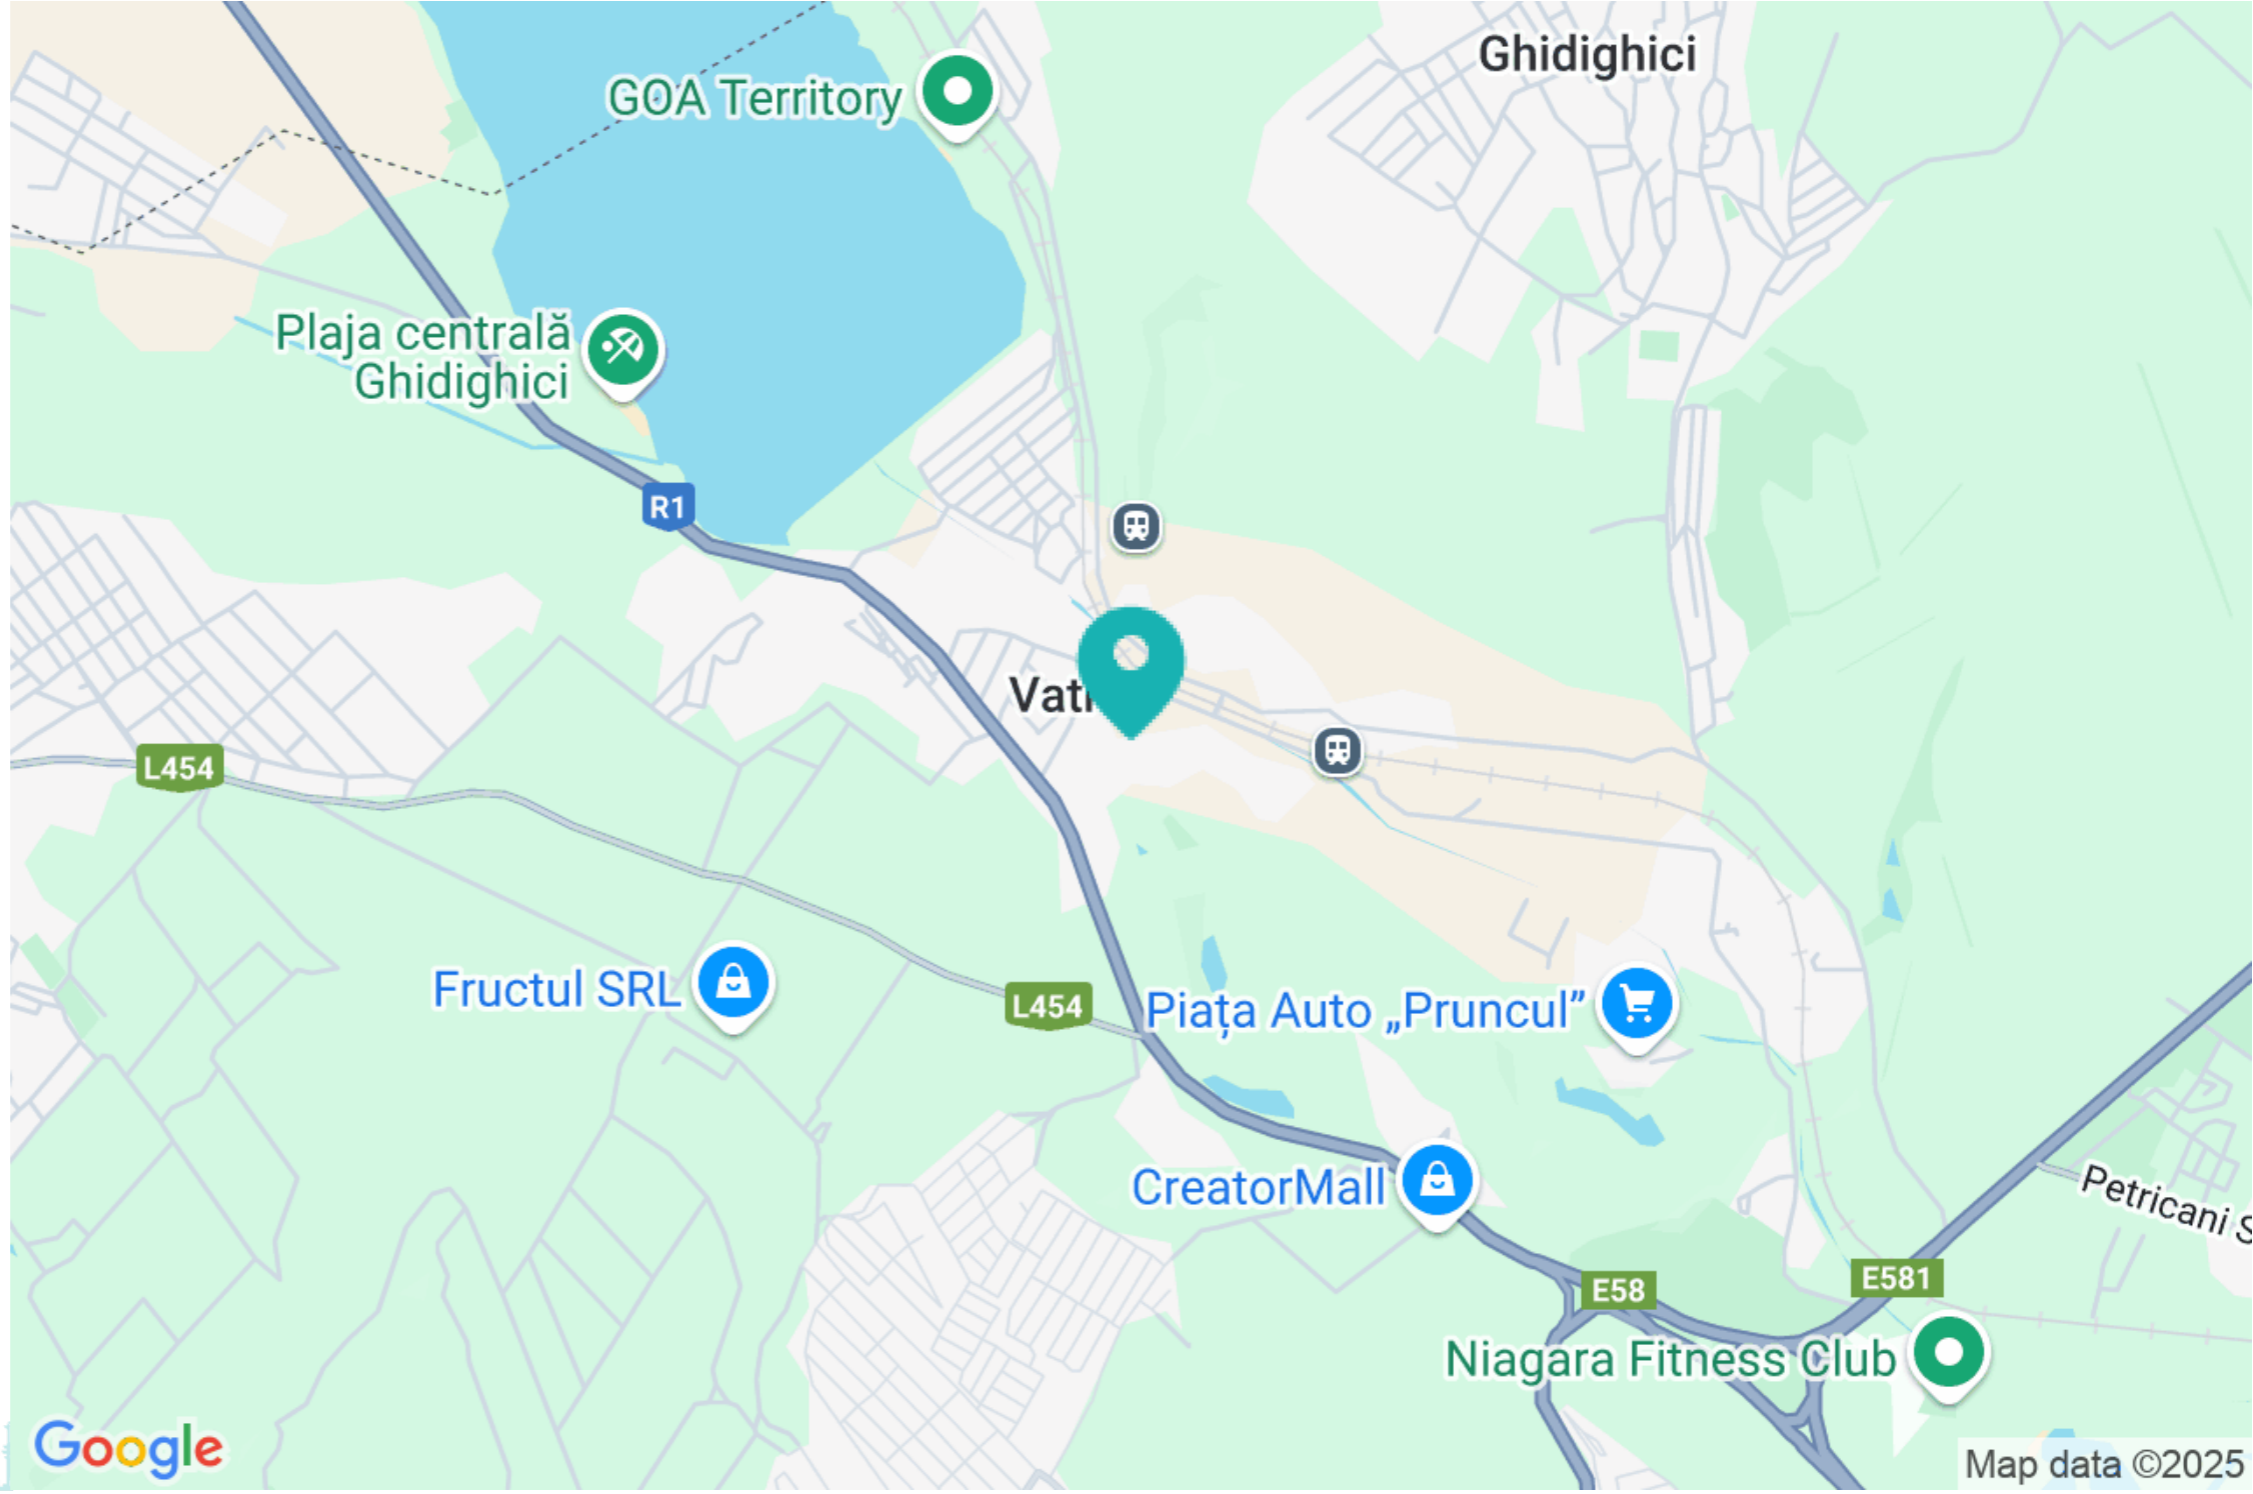 Ghidighici
GOA Territory
Plaja centrală
Ghidighici
R1
L454
Fructul SRL
L454
Piața Auto „Pruncul”
CreatorMall
Petricani
E58
E581
Niagara Fitness Club
Google
Map data ©2025